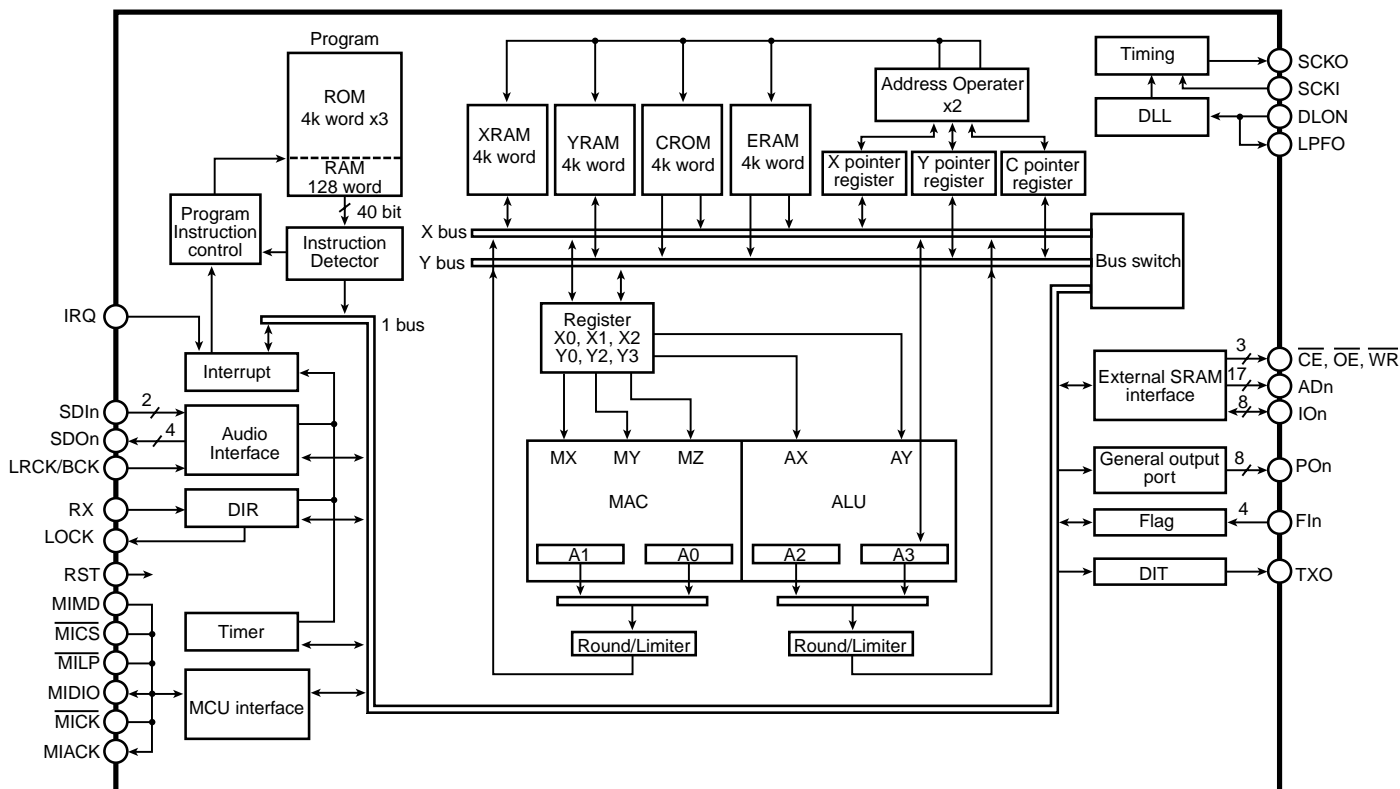 Program
ROM
4k word x3
RAM
128 word
40 bit
Program
Instruction
control
Instruction
Detector
XRAM
4k word
YRAM
4k word
CROM
4k word
ERAM
4k word
Address Operater
x2
X pointer
register
Y pointer
register
C pointer
register
Timing
DLL
SCKO
SCKI
DLON
LPFO
X bus
Y bus
Bus switch
1 bus
IRQ
Interrupt
SDIn
2
SDOn
4
LRCK/BCK
Audio
Interface
RX
DIR
LOCK
RST
MIMD
MICS
MILP
MIDIO
MICK
MIACK
Timer
MCU interface
Register
X0, X1, X2
Y0, Y2, Y3
MX
MY
MZ
AX
AY
MAC
ALU
A1
A0
A2
A3
Round/Limiter
Round/Limiter
External SRAM
interface
3
CE, OE, WR
17
ADn
8
IOn
General output
port
8
POn
Flag
4
FIn
DIT
TXO